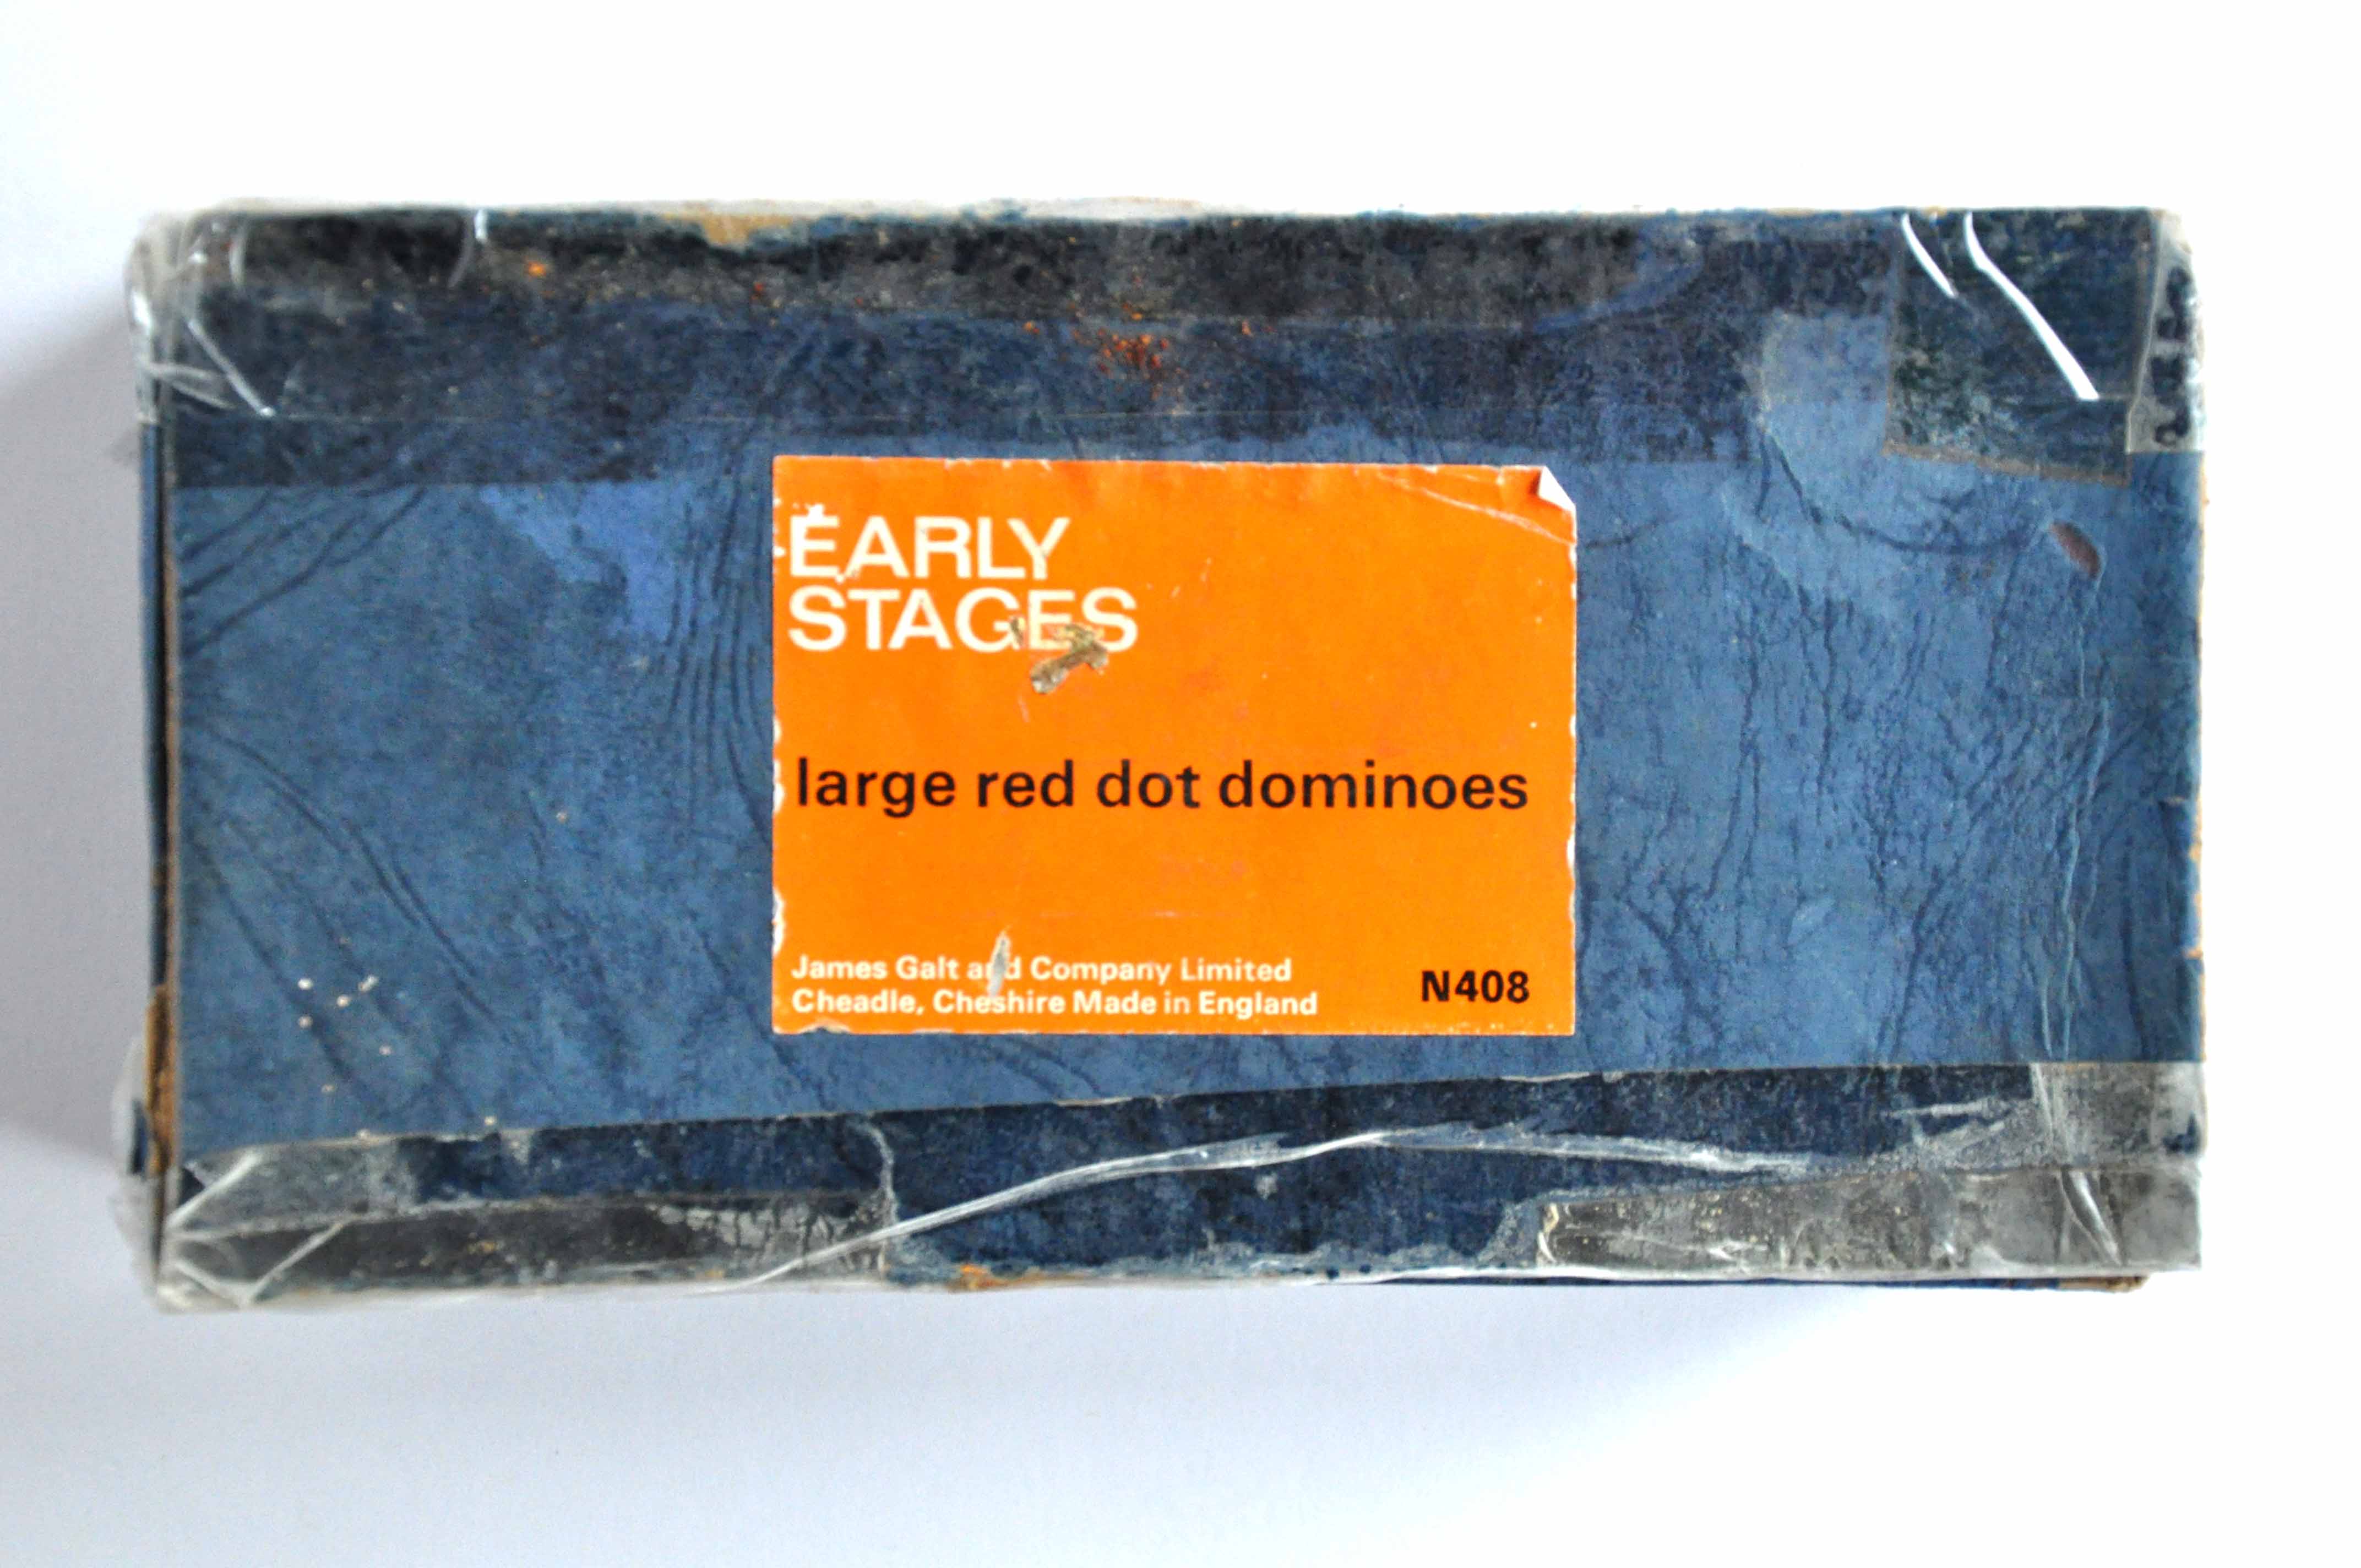 EARLY
STAGES
large red dot dominoes
James Galt and Company Limited
Cheadle, Cheshire Made in England
N408